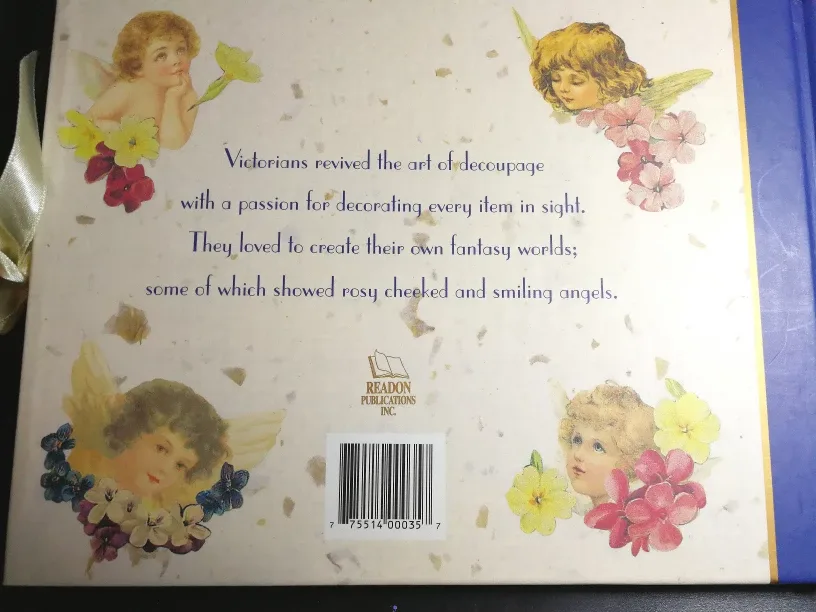 Victorians revived the art of decoupage
with a passion for decorating every item in sight.
They loved to create their own fantasy worlds;
some of which showed rosy cheeked and smiling angels.
READON
PUBLICATIONS
INC.
7 75514 00035 7